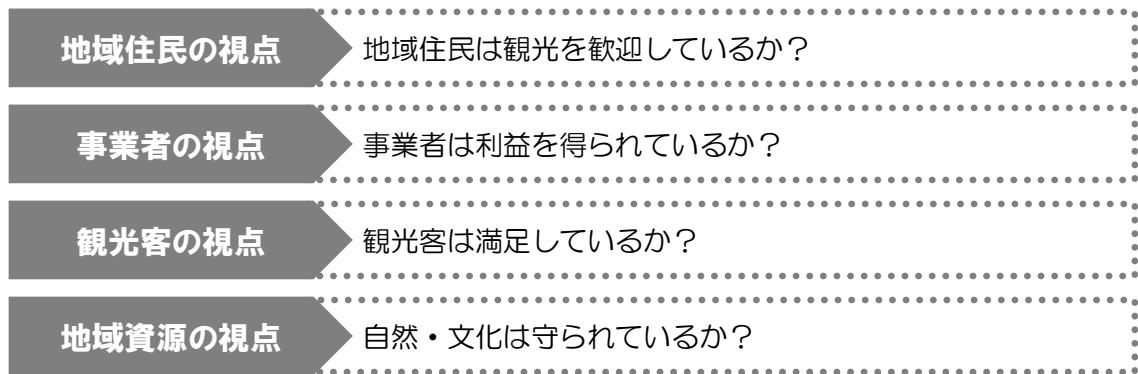 地域住民の視点
地域住民は観光を歓迎しているか？
事業者の視点
事業者は利益を得られているか？
観光客の視点
観光客は満足しているか？
地域資源の視点
自然・文化は守られているか？